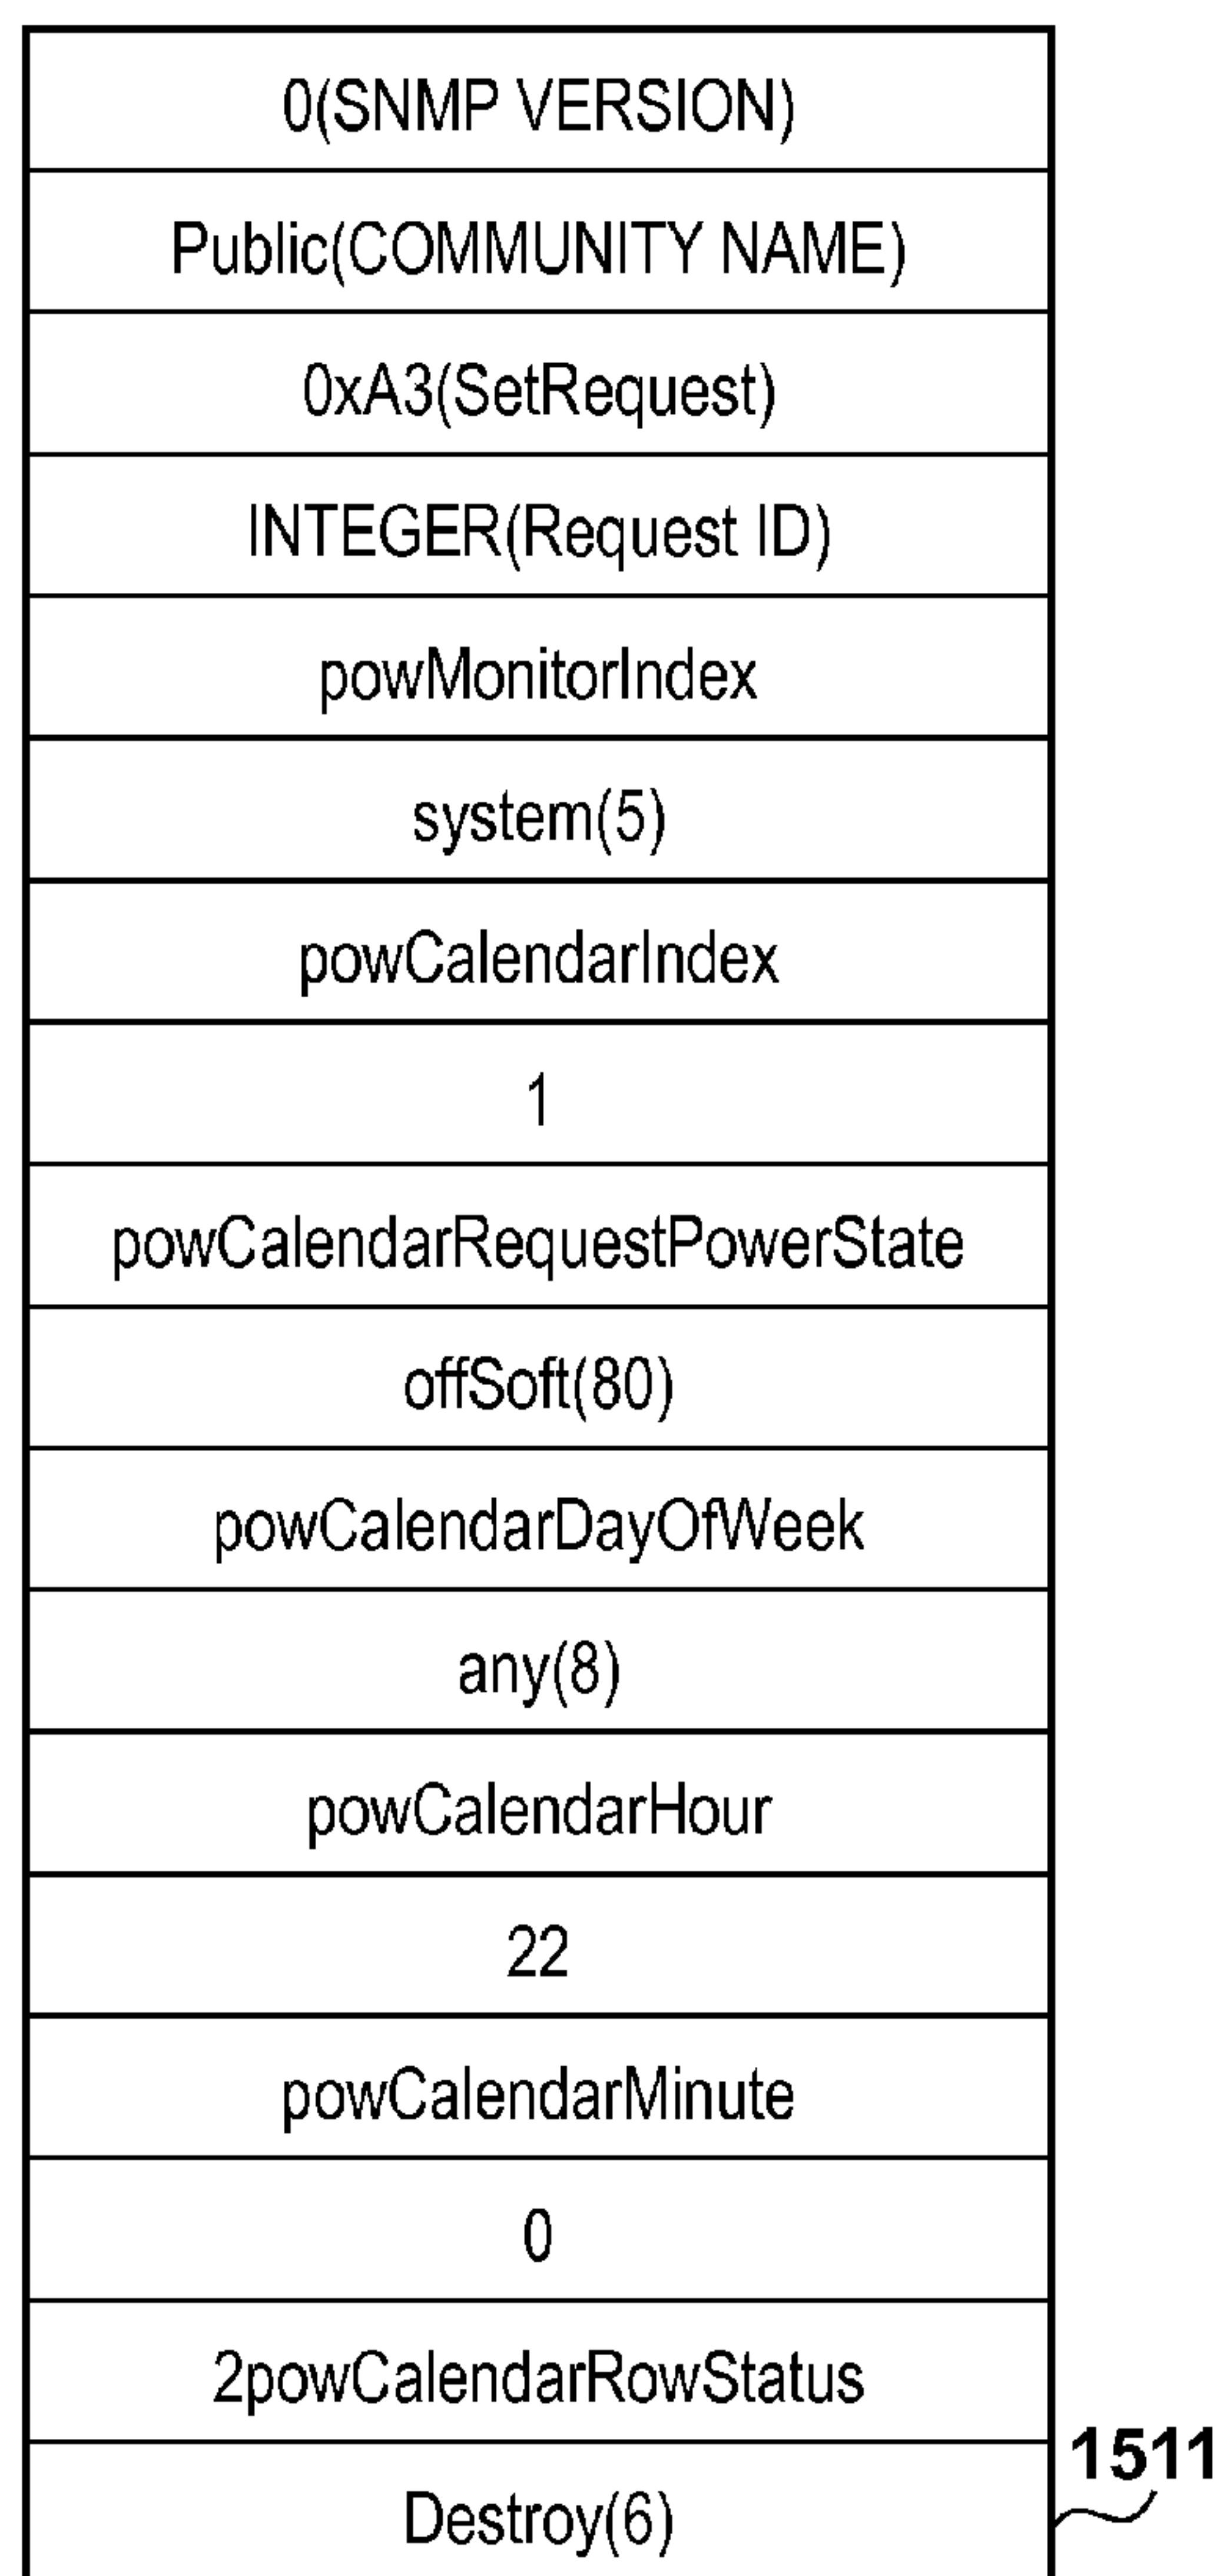 0(SNMP VERSION)
Public(COMMUNITY NAME)
0xA3(SetRequest)
INTEGER(Request ID)
powMonitorIndex
system(5)
powCalendarIndex
1
powCalendarRequestPowerState
offSoft(80)
powCalendarDayOfWeek
any(8)
powCalendarHour
22
powCalendarMinute
0
2powCalendarRowStatus
Destroy(6)
1511